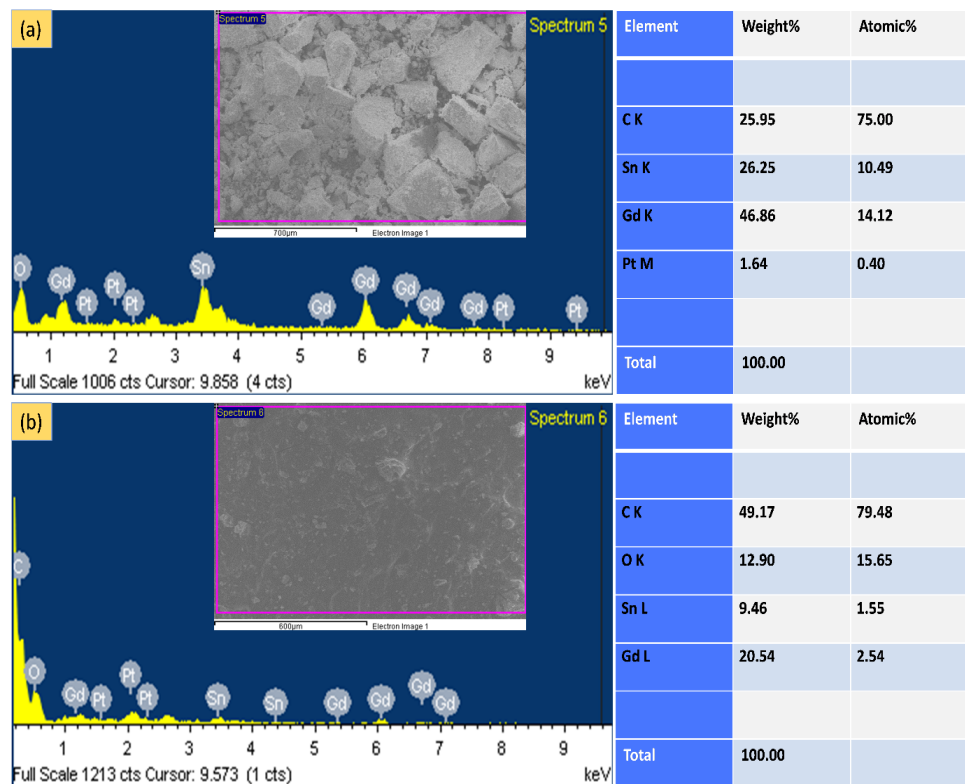 (a)
Spectrum 5
Spectrum 5
700µm Electron Image 1
O Gd Pt Pt Pt Sn Gd Gd Gd Gd Gd Pt Pt
1 2 3 4 5 6 7 8 9
Full Scale 1006 cts Cursor: 9.858 (4 cts) keV
Element Weight% Atomic%
C K 25.95 75.00
Sn K 26.25 10.49
Gd K 46.86 14.12
Pt M 1.64 0.40
Total 100.00
(b)
Spectrum 6
Spectrum 6
600µm Electron Image 1
C O Gd Pt Pt Pt Sn Sn Gd Gd Gd Gd
1 2 3 4 5 6 7 8 9
Full Scale 1213 cts Cursor: 9.573 (1 cts) keV
Element Weight% Atomic%
C K 49.17 79.48
O K 12.90 15.65
Sn L 9.46 1.55
Gd L 20.54 2.54
Total 100.00